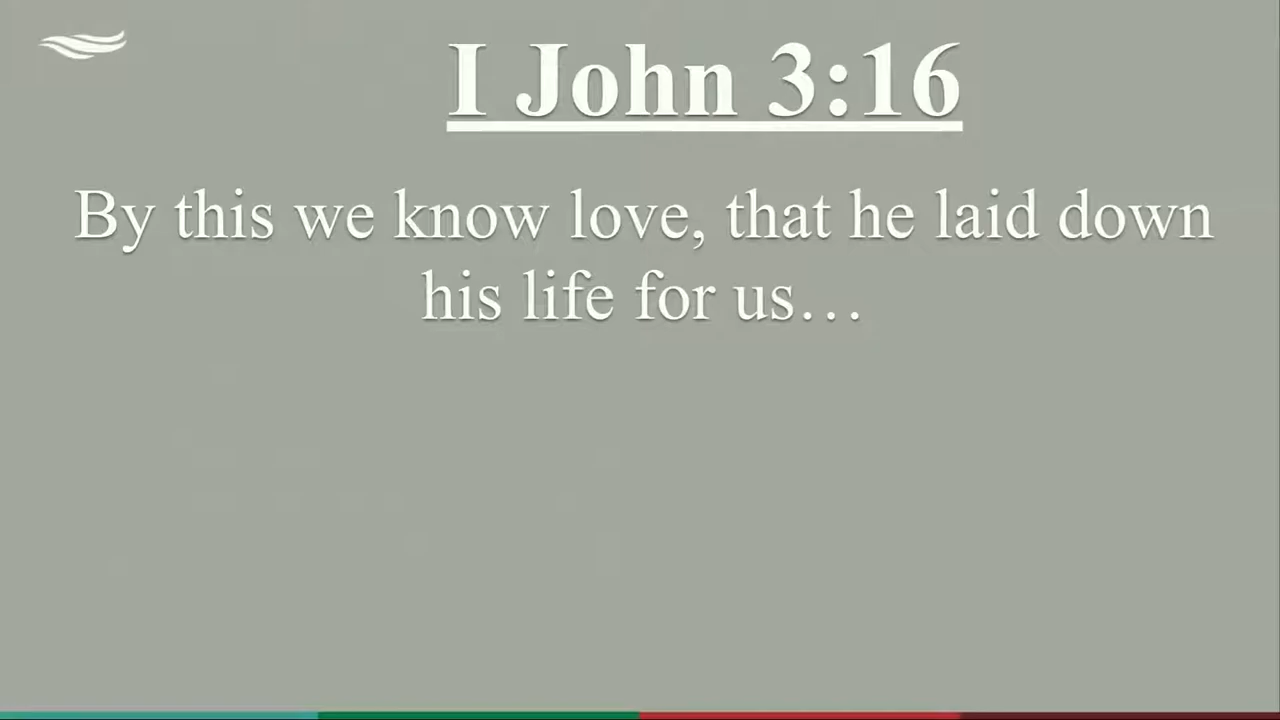 I John 3:16
By this we know love, that he laid down
his life for us…